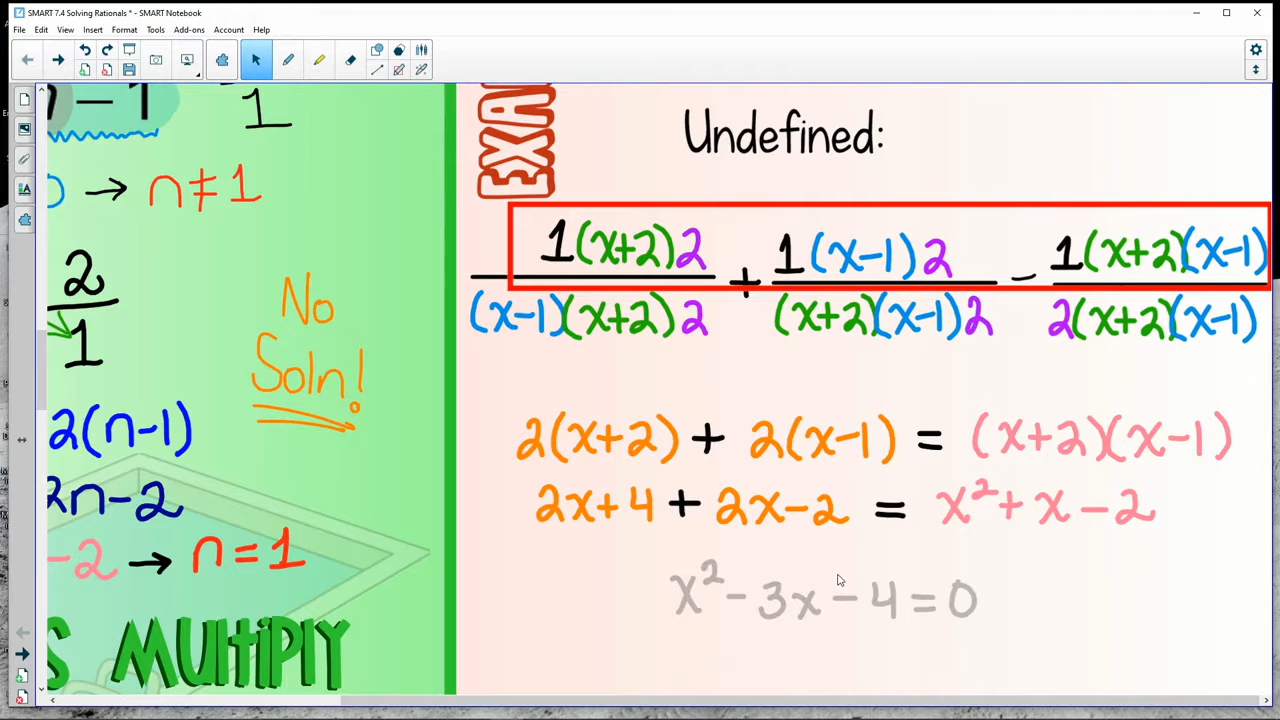 SMART 7.4 Solving Rationals * - SMART Notebook
File Edit View Insert Format Tools Add-ons Help
n - 1
1
→ n ≠ 1
2
1
No
Soln!
2(n-1)
2n-2
-2 → n = 1
MULTIPLY
EXA
Undefined:
1(x+2)2 + 1(x-1)2 - 1(x+2)(x-1)
(x-1)(x+2)2 (x+2)(x-1)2 2(x+2)(x-1)
2(x+2) + 2(x-1) = (x+2)(x-1)
2x+4 + 2x-2 = x²+x-2
x²-3x-4=0